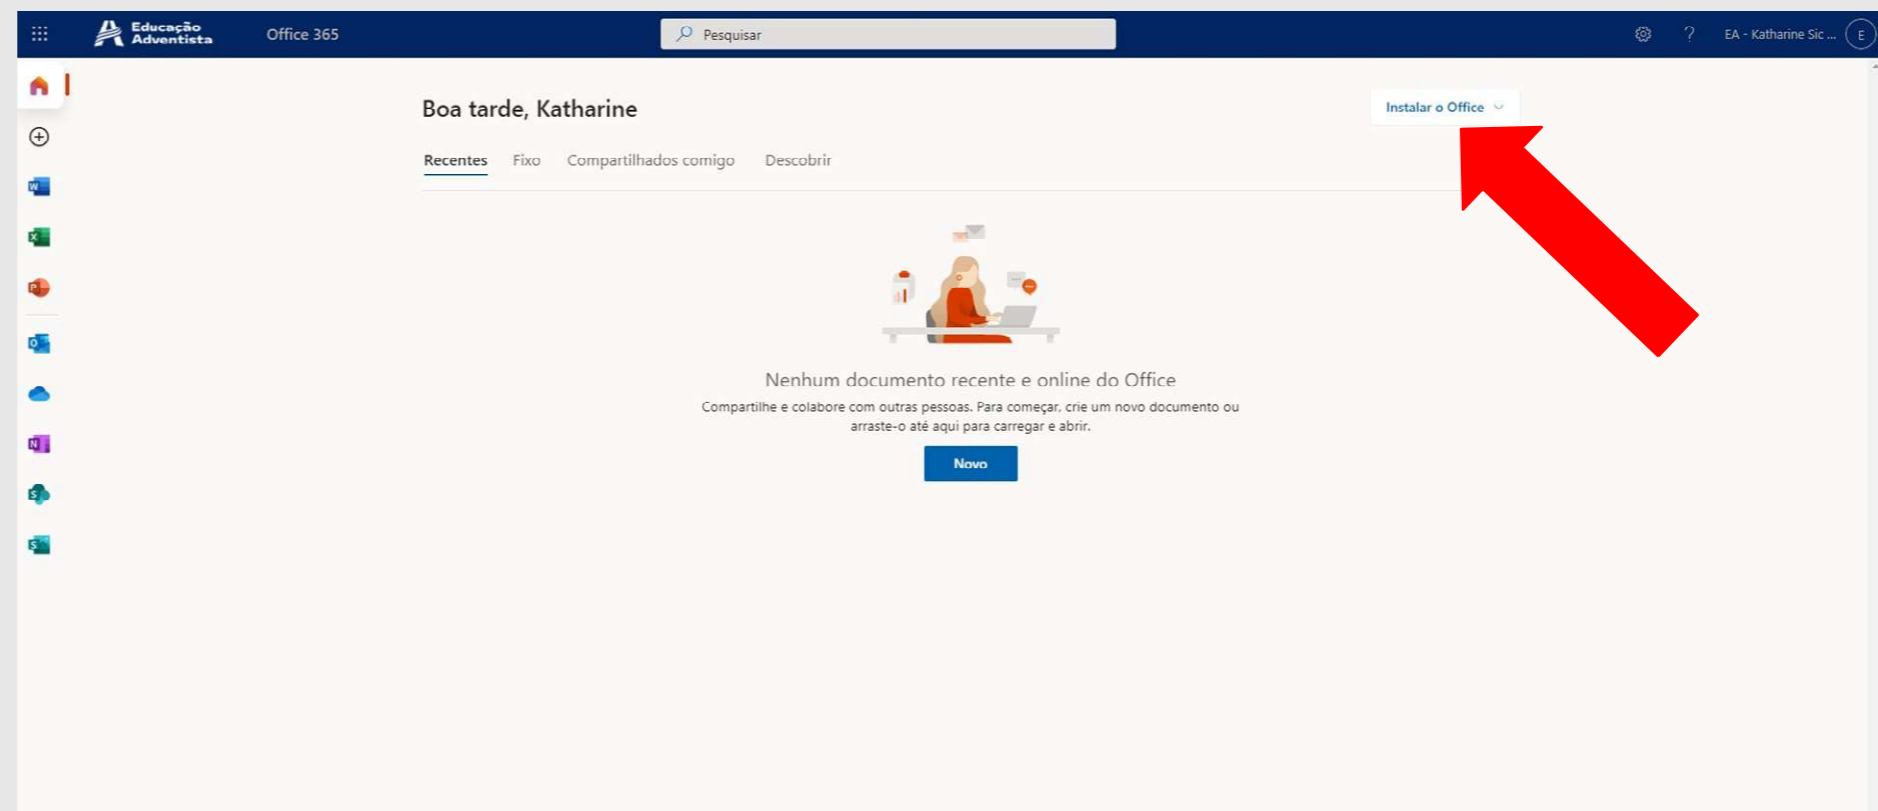 Educação
Adventista
Office 365
Pesquisar
EA - Katharine Sic ...
E
Boa tarde, Katharine
Instalar o Office
Recentes Fixo Compartilhados comigo Descobrir
Nenhum documento recente e online do Office
Compartilhe e colabore com outras pessoas. Para começar, crie um novo documento ou
arraste-o até aqui para carregar e abrir.
Novo